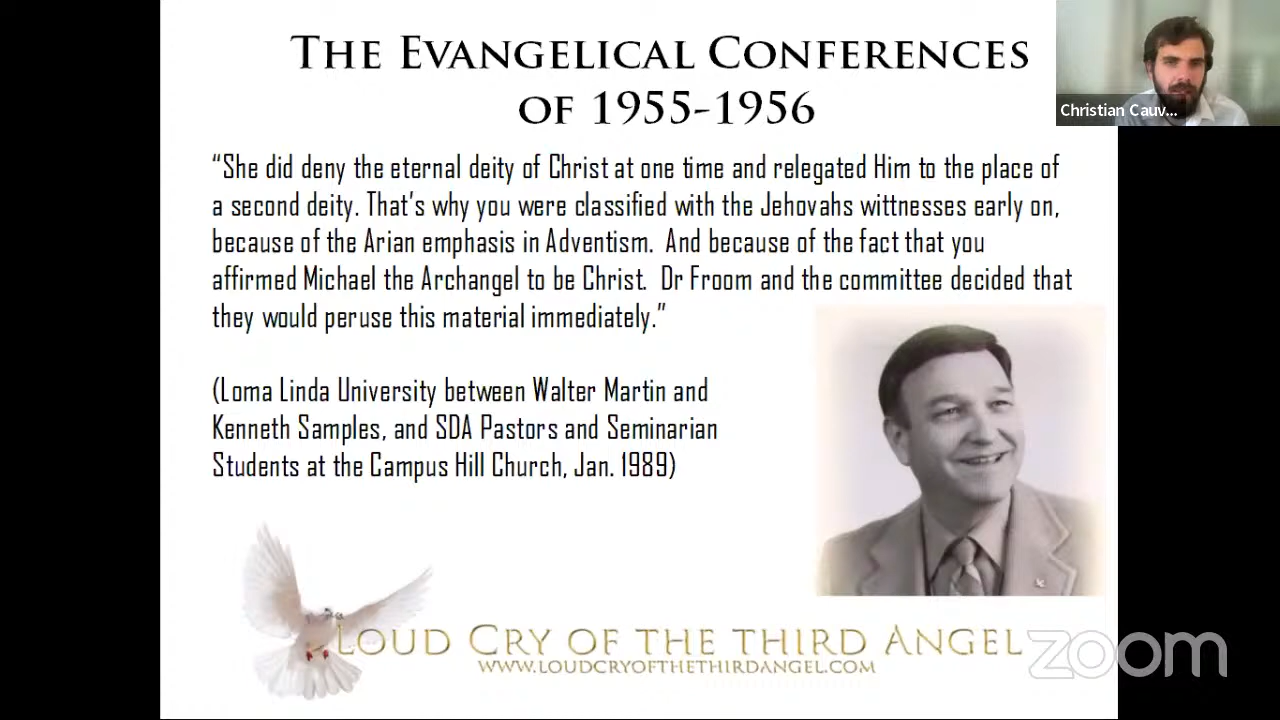 THE EVANGELICAL CONFERENCES
OF 1955-1956
Christian Cauv...
“She did deny the eternal deity of Christ at one time and relegated Him to the place of
a second deity. That’s why you were classified with the Jehovahs wittnesses early on,
because of the Arian emphasis in Adventism. And because of the fact that you
affirmed Michael the Archangel to be Christ. Dr Froom and the committee decided that
they would peruse this material immediately.”
(Loma Linda University between Walter Martin and
Kenneth Samples, and SDA Pastors and Seminarian
Students at the Campus Hill Church, Jan. 1989)
LOUD CRY OF THE THIRD ANGEL
WWW.LOUDCRYOFTHETHIRDANGEL.COM
zoom